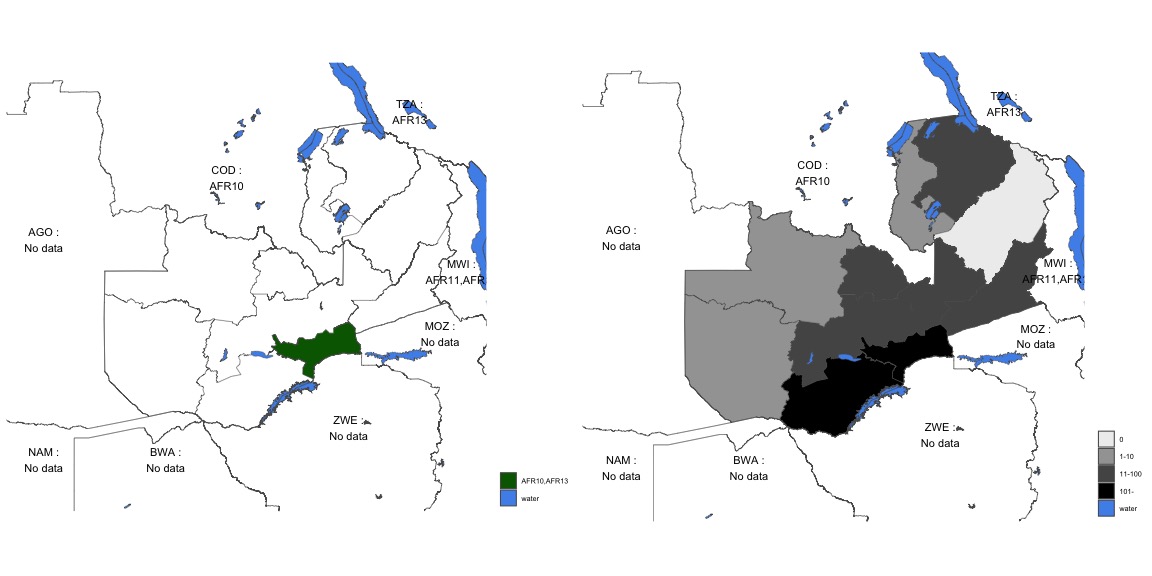 TZA :
AFR13
COD :
AFR10
AGO :
No data
MWI :
AFR11,AFR
MOZ :
No data
ZWE :
No data
NAM :
No data
BWA :
No data
AFR10,AFR13
water
TZA :
AFR13
COD :
AFR10
AGO :
No data
MWI :
AFR11,AFR
MOZ :
No data
ZWE :
No data
NAM :
No data
BWA :
No data
0
1-10
11-100
101-
water